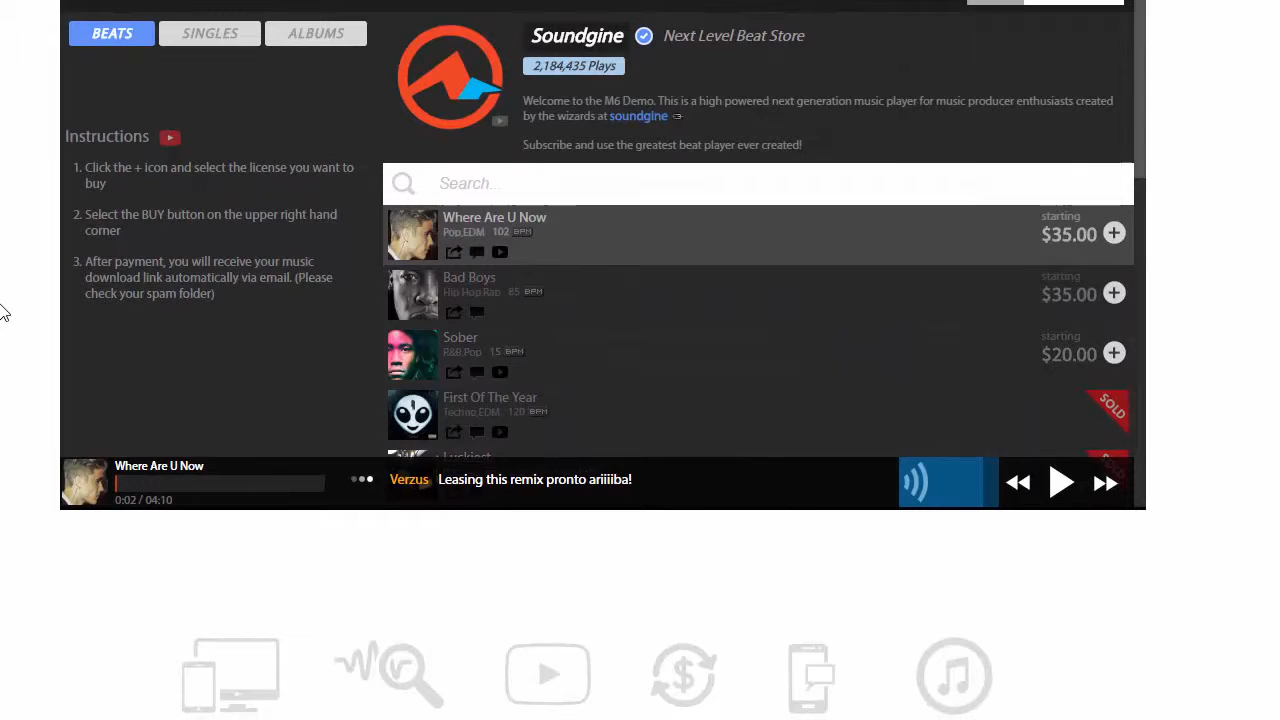 BEATS SINGLES ALBUMS
Soundgine Next Level Beat Store
2,184,435 Plays
Welcome to the M6 Demo. This is a high powered next generation music player for music producer enthusiasts created
by the wizards at soundgine
Subscribe and use the greatest beat player ever created!
Instructions
1. Click the + icon and select the license you want to
buy
2. Select the BUY button on the upper right hand
corner
3. After payment, you will receive your music
download link automatically via email. (Please
check your spam folder)
Search...
Where Are U Now
Pop,EDM 102 BPM
starting
$35.00
Bad Boys
Hip Hop,Rap 85 BPM
starting
$35.00
Sober
R&B,Pop 15 BPM
starting
$20.00
First Of The Year
Techno,EDM 120 BPM
SOLD
Luckiest
Where Are U Now
0:02 / 04:10
Verzus Leasing this remix pronto ariiiiba!